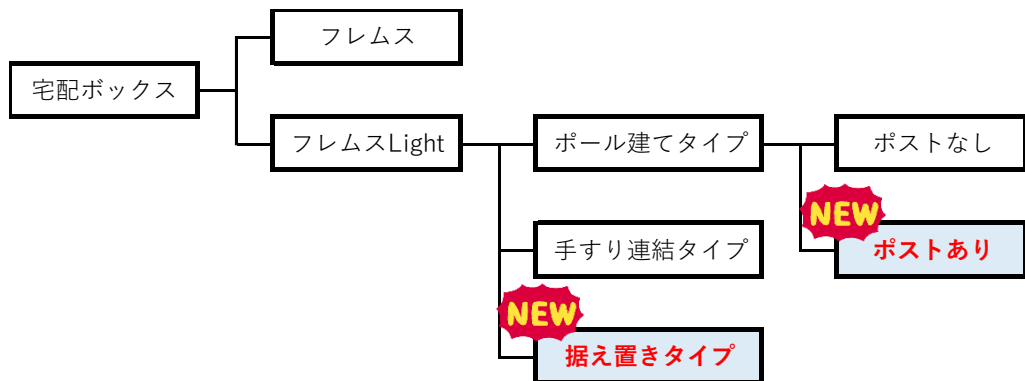 フレムス
宅配ボックス
フレムスLight
ポール建てタイプ
ポストなし
NEW
手すり連結タイプ
ポストあり
NEW
据え置きタイプ